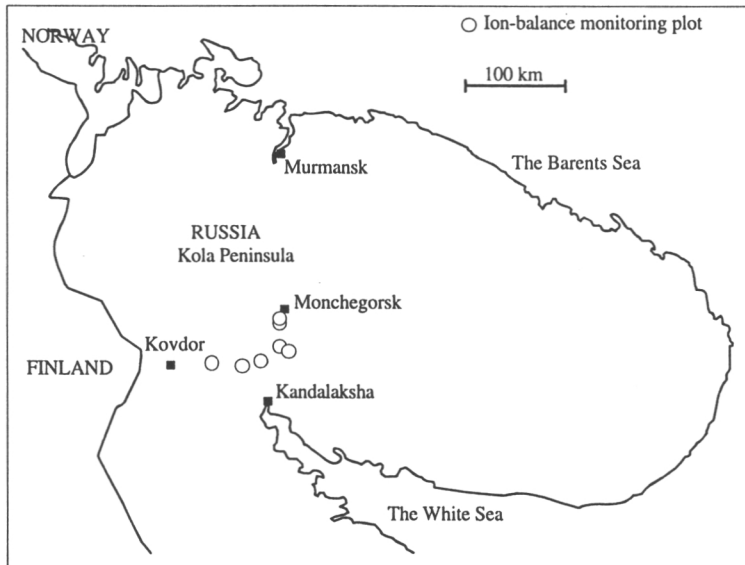 NORWAY
Ion-balance monitoring plot
100 km
The Barents Sea
Murmansk
RUSSIA
Kola Peninsula
Monchegorsk
Kovdor
FINLAND
Kandalaksha
The White Sea